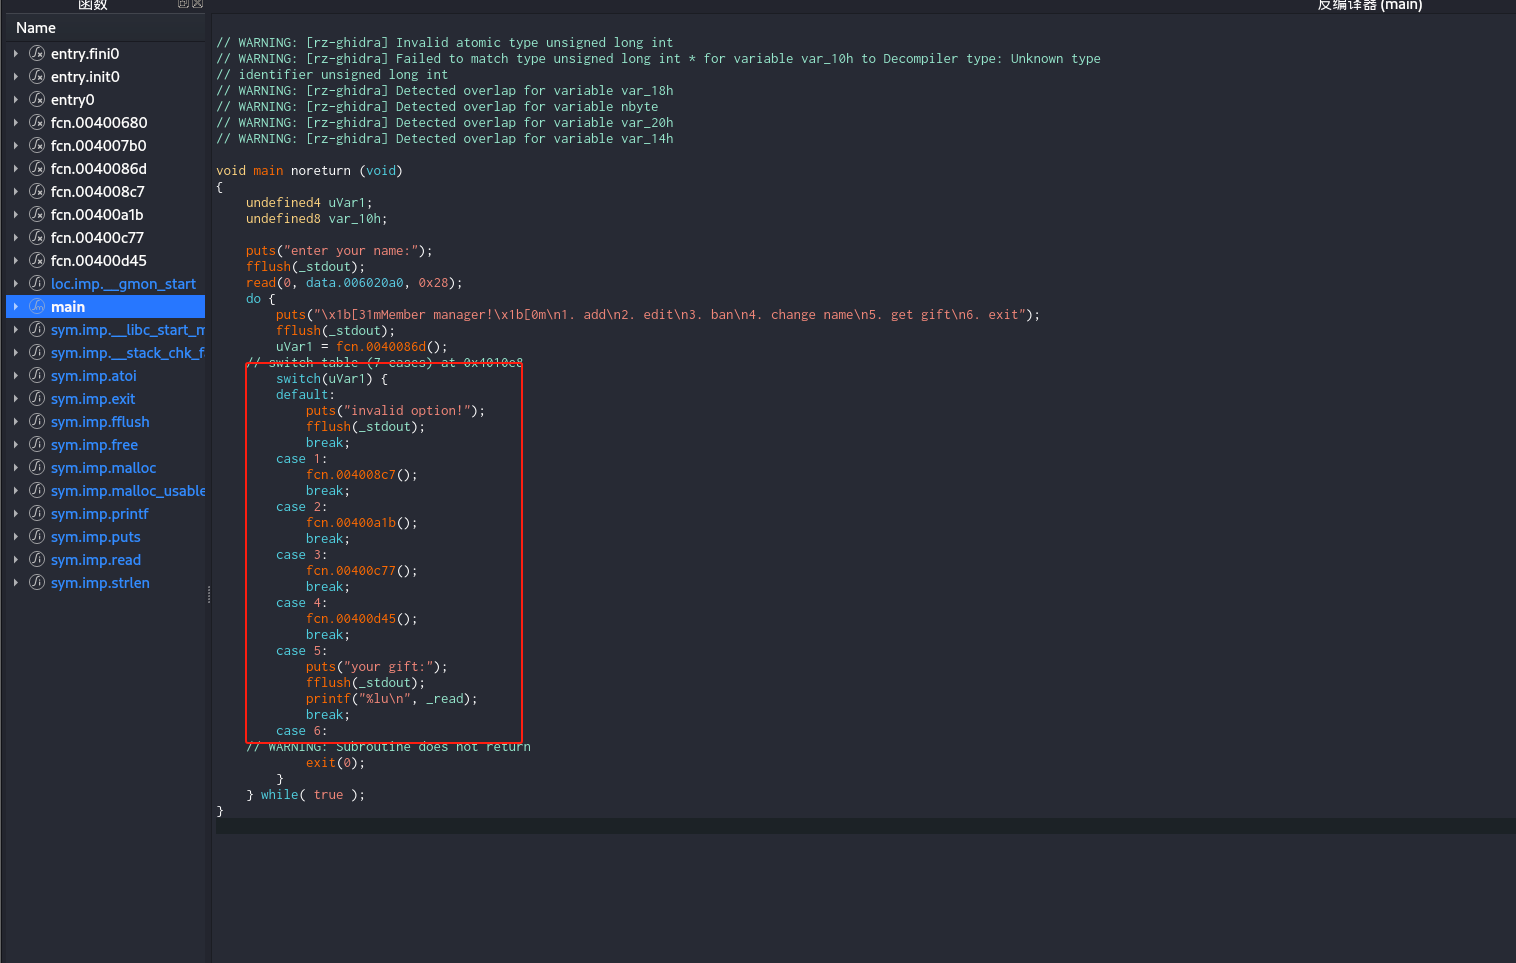 函数
反编译器 (main)
Name
entry.fini0
entry.init0
entry0
fcn.00400680
fcn.004007b0
fcn.0040086d
fcn.004008c7
fcn.00400a1b
fcn.00400c77
fcn.00400d45
loc.imp.__gmon_start
main
sym.imp.__libc_start_m
sym.imp.__stack_chk_fa
sym.imp.atoi
sym.imp.exit
sym.imp.fflush
sym.imp.free
sym.imp.malloc
sym.imp.malloc_usable
sym.imp.printf
sym.imp.puts
sym.imp.read
sym.imp.strlen
// WARNING: [rz-ghidra] Invalid atomic type unsigned long int
// WARNING: [rz-ghidra] Failed to match type unsigned long int * for variable var_10h to Decompiler type: Unknown type
// identifier unsigned long int
// WARNING: [rz-ghidra] Detected overlap for variable var_18h
// WARNING: [rz-ghidra] Detected overlap for variable nbyte
// WARNING: [rz-ghidra] Detected overlap for variable var_20h
// WARNING: [rz-ghidra] Detected overlap for variable var_14h
void main noreturn (void)
{
undefined4 uVar1;
undefined8 var_10h;
puts("enter your name:");
fflush(_stdout);
read(0, data.006020a0, 0x28);
do {
puts("\x1b[31mMember manager!\x1b[0m\n1. add\n2. edit\n3. ban\n4. change name\n5. get gift\n6. exit");
fflush(_stdout);
uVar1 = fcn.0040086d();
// switch table (7 cases) at 0x4010e8
switch(uVar1) {
default:
puts("invalid option!");
fflush(_stdout);
break;
case 1:
fcn.004008c7();
break;
case 2:
fcn.00400a1b();
break;
case 3:
fcn.00400c77();
break;
case 4:
fcn.00400d45();
break;
case 5:
puts("your gift:");
fflush(_stdout);
printf("%lu\n", _read);
break;
case 6:
// WARNING: Subroutine does not return
exit(0);
}
} while( true );
}